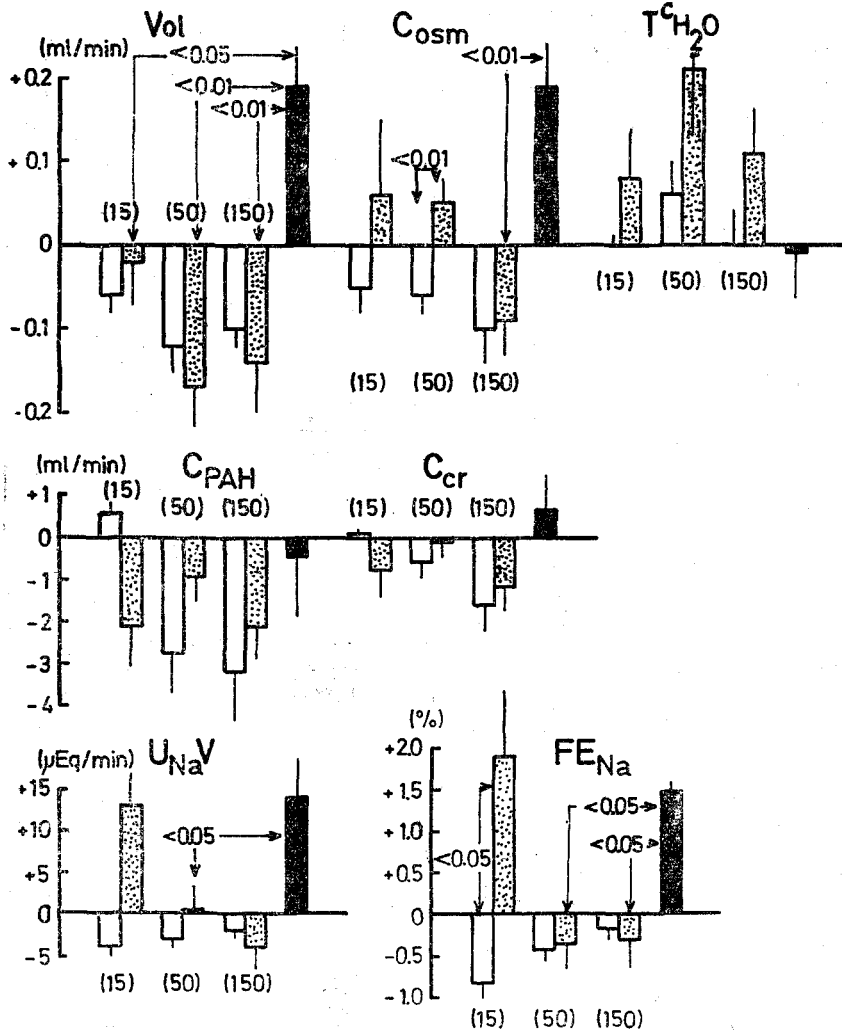 Vol Cosm TᶜH₂O
(ml/min) <0.05 <0.01
+0.2 <0.01
<0.01
+0.1 <0.01
(15) (50) (150)
0
(15) (50) (150)
-0.1
(15) (50) (150)
-0.2
(ml/min) CPAH Ccr
+1 (15) (50) (150) (15) (50) (150)
0
-1
-2
-3
-4
(μEq/min) UNaV (%) FENa
+15 +2.0
+10 <0.05 +1.5 <0.05
+1.0 <0.05
+5 +0.5 <0.05
0 0
-5 -0.5
(15) (50) (150) -1.0
(15) (50) (150)